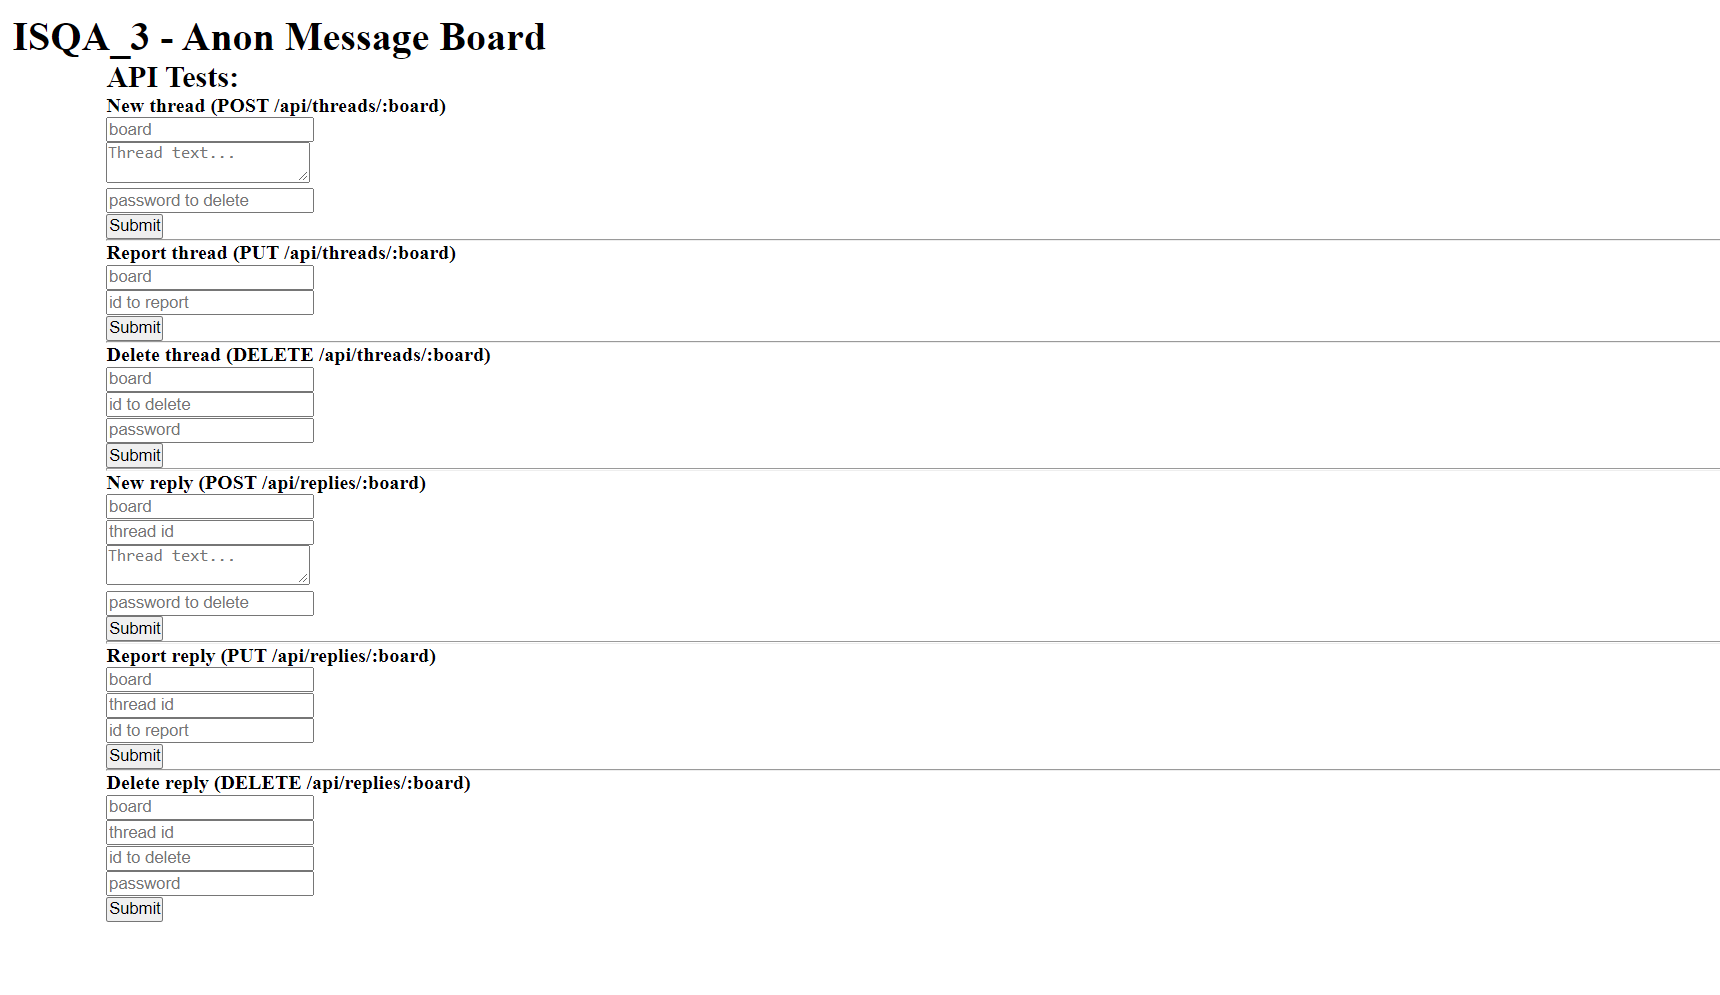 ISQA_3 - Anon Message Board
API Tests:
New thread (POST /api/threads/:board)
board
Thread text...
password to delete
Submit
Report thread (PUT /api/threads/:board)
board
id to report
Submit
Delete thread (DELETE /api/threads/:board)
board
id to delete
password
Submit
New reply (POST /api/replies/:board)
board
thread id
Thread text...
password to delete
Submit
Report reply (PUT /api/replies/:board)
board
thread id
id to report
Submit
Delete reply (DELETE /api/replies/:board)
board
thread id
id to delete
password
Submit